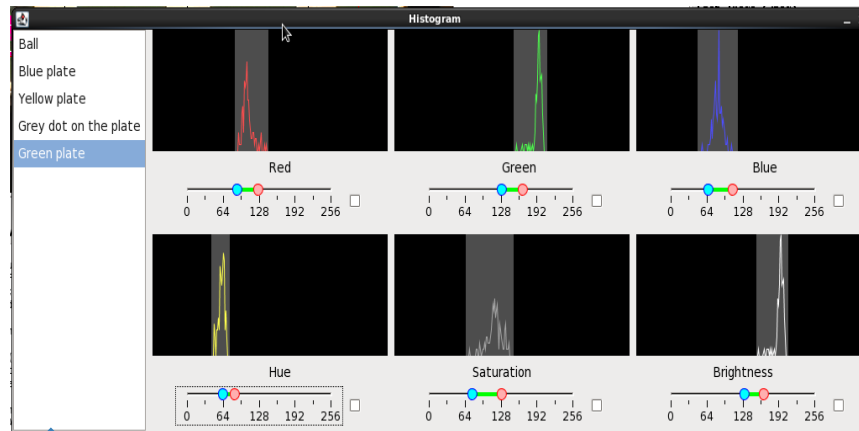 Histogram
Ball
Blue plate
Yellow plate
Grey dot on the plate
Green plate
Red
Green
Blue
0 64 128 192 256
0 64 128 192 256
0 64 128 192 256
Hue
Saturation
Brightness
0 64 128 192 256
0 64 128 192 256
0 64 128 192 256